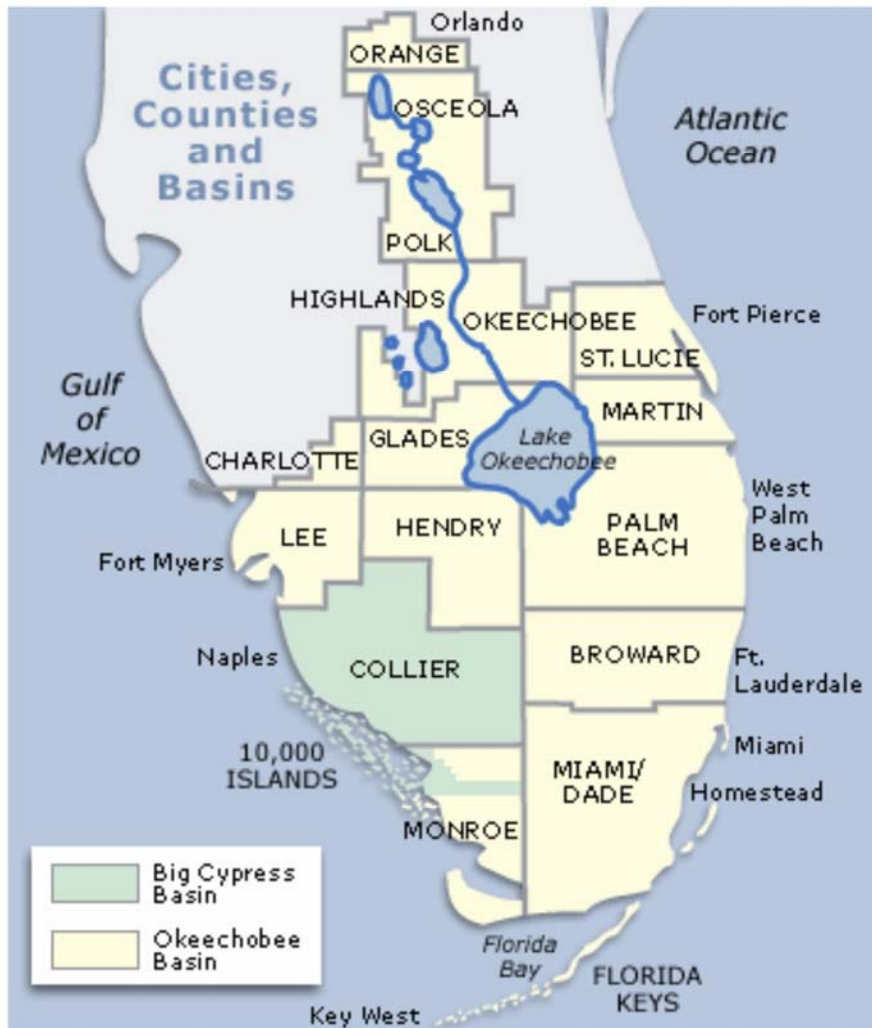 Orlando
ORANGE
Cities,
Counties
and
Basins
OSCEOLA
Atlantic
Ocean
POLK
HIGHLANDS
OKEECHOBEE
Fort Pierce
ST. LUCIE
Gulf
of
Mexico
MARTIN
GLADES
Lake
Okeechobee
CHARLOTTE
West
Palm
Beach
LEE
HENDRY
PALM
BEACH
Fort Myers
Naples
COLLIER
BROWARD
Ft.
Lauderdale
10,000
ISLANDS
Miami
MIAMI/
DADE
Homestead
MONROE
Big Cypress
Basin
Okeechobee
Basin
Florida
Bay
FLORIDA
KEYS
Key West